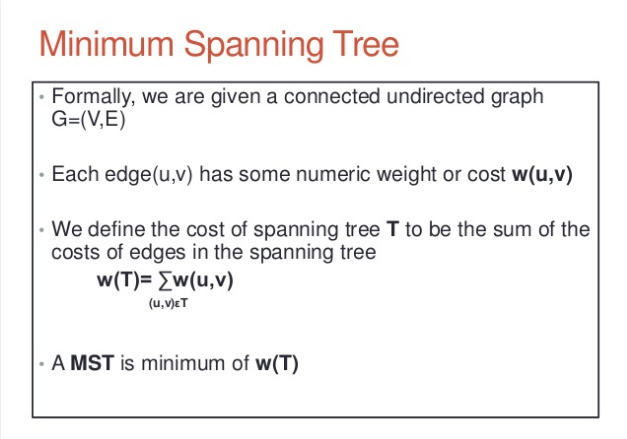 Minimum Spanning Tree
• Formally, we are given a connected undirected graph
G=(V,E)
• Each edge(u,v) has some numeric weight or cost w(u,v)
• We define the cost of spanning tree T to be the sum of the
costs of edges in the spanning tree
w(T)= ∑w(u,v)
(u,v)εT
• A MST is minimum of w(T)